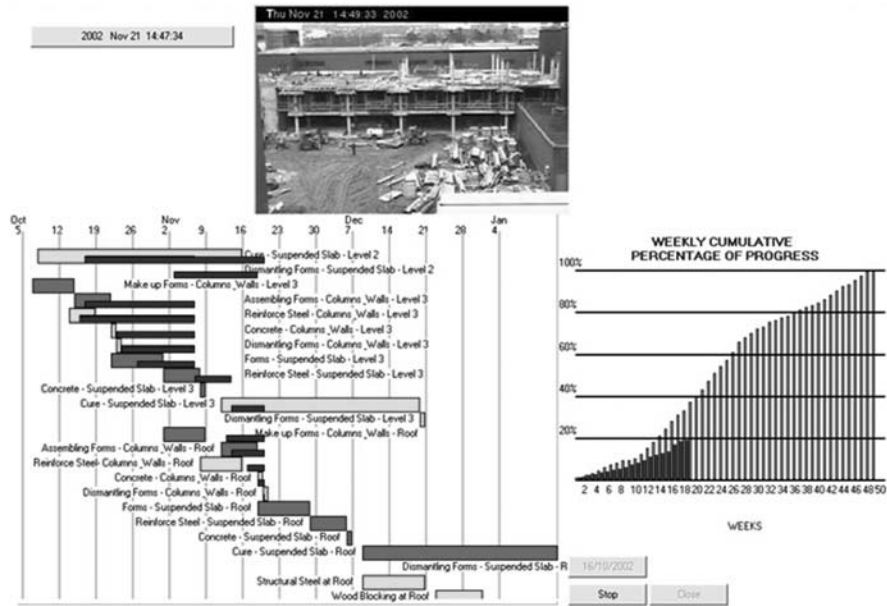 2002 Nov 21 14:47:34
Thu Nov 21 14:49:33 2002
Oct Nov Dec Jan
5 12 19 26 2 9 16 23 30 7 14 21 28 4
Cure - Suspended Slab - Level 2
Dismantling Forms - Suspended Slab - Level 2
Make up Forms - Columns_Walls - Level 3
Assembling Forms - Columns_Walls - Level 3
Reinforce Steel - Columns_Walls - Level 3
Concrete - Columns_Walls - Level 3
Dismantling Forms - Columns_Walls - Level 3
Forms - Suspended Slab - Level 3
Reinforce Steel - Suspended Slab - Level 3
Concrete - Suspended Slab - Level 3
Cure - Suspended Slab - Level 3
Dismantling Forms - Suspended Slab - Level 3
Make up Forms - Columns_Walls - Roof
Assembling Forms - Columns_Walls - Roof
Reinforce Steel- Columns_Walls - Roof
Concrete - Columns_Walls - Roof
Dismantling Forms - Columns_Walls - Roof
Forms - Suspended Slab - Roof
Reinforce Steel - Suspended Slab - Roof
Concrete - Suspended Slab - Roof
Cure - Suspended Slab - Roof
Dismantling Forms - Suspended Slab - R
Structural Steel at Roof
Wood Blocking at Roof
WEEKLY CUMULATIVE
PERCENTAGE OF PROGRESS
100%
80%
60%
40%
20%
2 4 6 8 10 12 14 16 18 20 22 24 26 28 30 32 34 36 38 40 42 44 46 48 50
WEEKS
16/10/2002
Stop Close